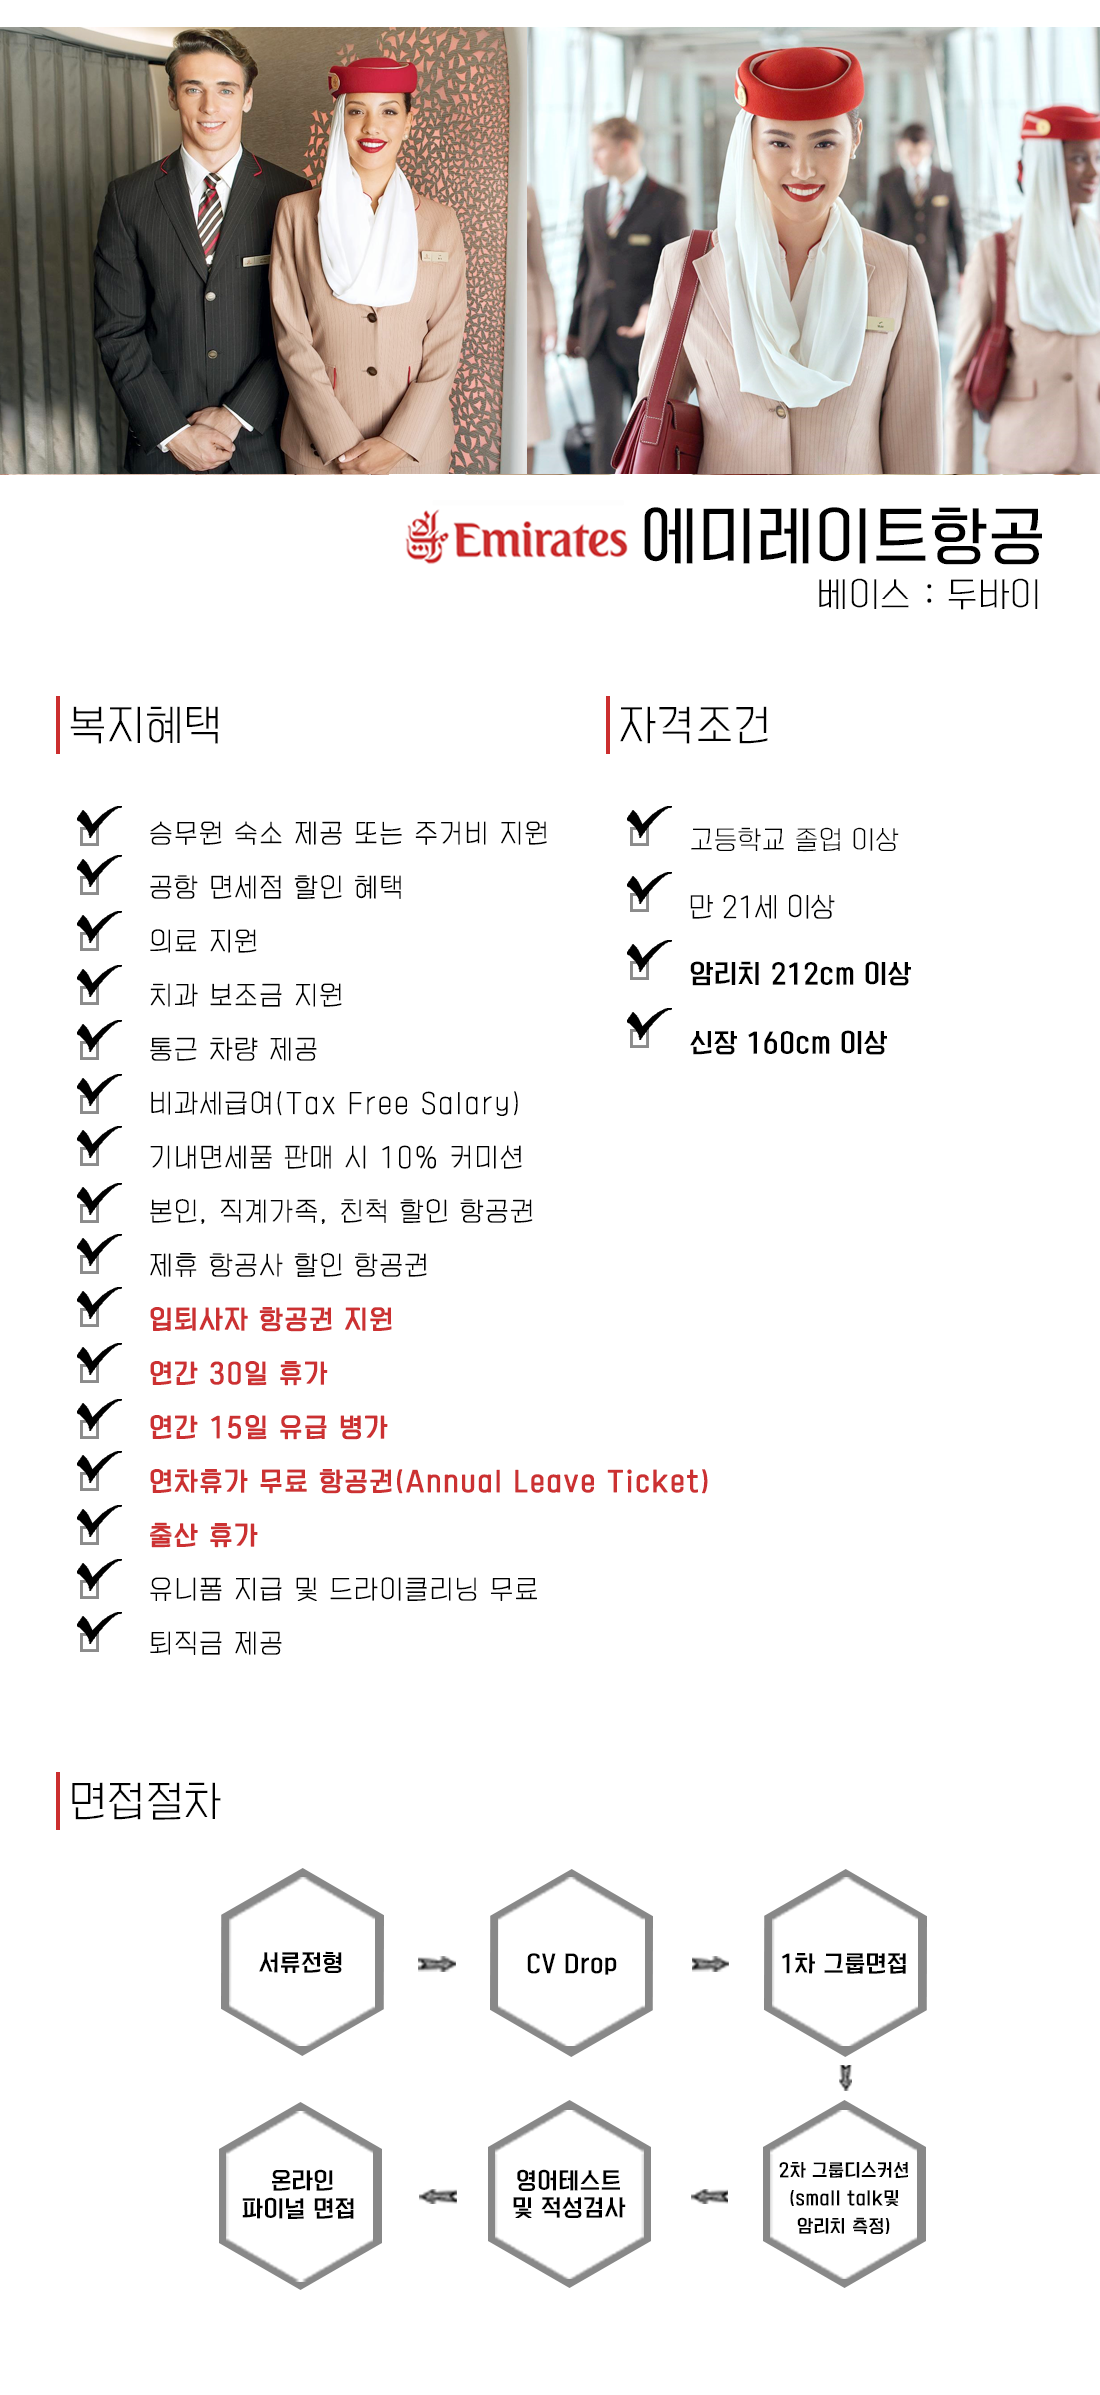 Emirates 에미레이트항공
베이스 : 두바이
복지혜택
승무원 숙소 제공 또는 주거비 지원
공항 면세점 할인 혜택
의료 지원
치과 보조금 지원
통근 차량 제공
비과세급여(Tax Free Salary)
기내면세품 판매 시 10% 커미션
본인, 직계가족, 친척 할인 항공권
제휴 항공사 할인 항공권
입퇴사자 항공권 지원
연간 30일 휴가
연간 15일 유급 병가
연차휴가 무료 항공권(Annual Leave Ticket)
출산 휴가
유니폼 지급 및 드라이클리닝 무료
퇴직금 제공
자격조건
고등학교 졸업 이상
만 21세 이상
암리치 212cm 이상
신장 160cm 이상
면접절차
서류전형
CV Drop
1차 그룹면접
2차 그룹디스커션
(small talk및
암리치 측정)
영어테스트
및 적성검사
온라인
파이널 면접